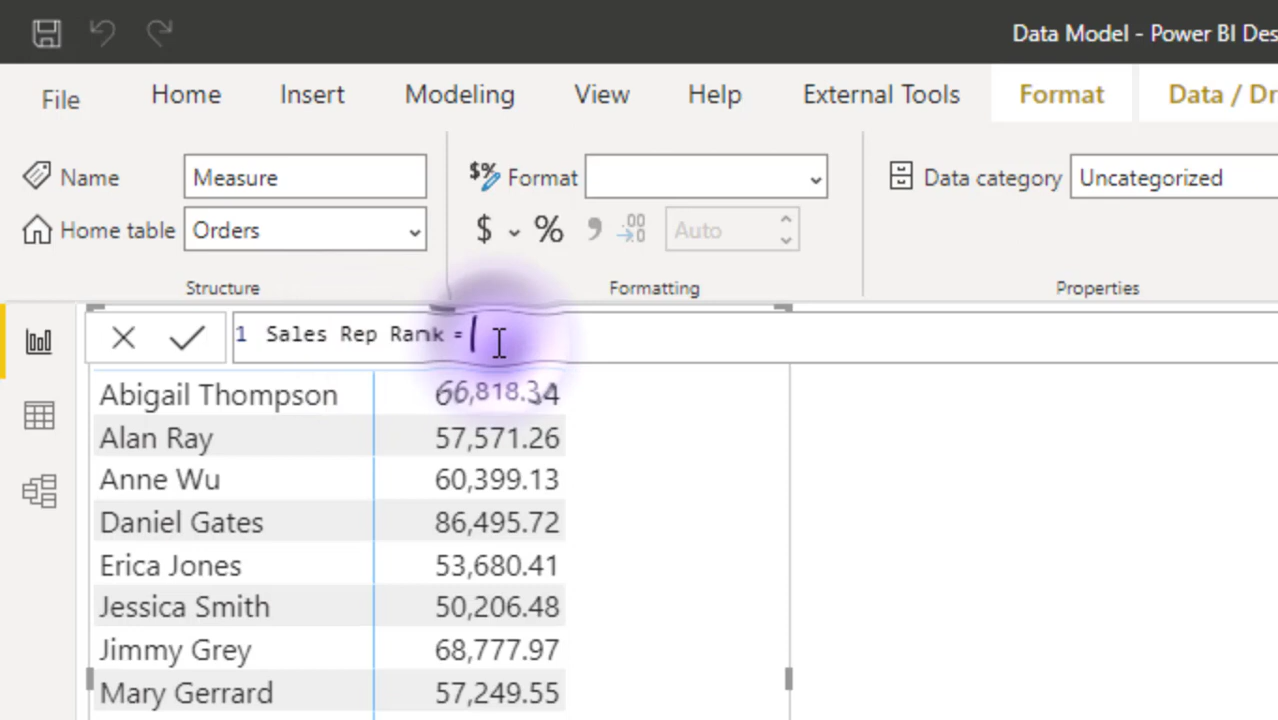 Data Model - Power BI Des
File Home Insert Modeling View Help External Tools Format Data / Dr
Name Measure $% Format Data category Uncategorized
Home table Orders $ % , .00 Auto
Structure Formatting Properties
1 Sales Rep Rank =
Abigail Thompson 66,818.34
Alan Ray 57,571.26
Anne Wu 60,399.13
Daniel Gates 86,495.72
Erica Jones 53,680.41
Jessica Smith 50,206.48
Jimmy Grey 68,777.97
Mary Gerrard 57,249.55